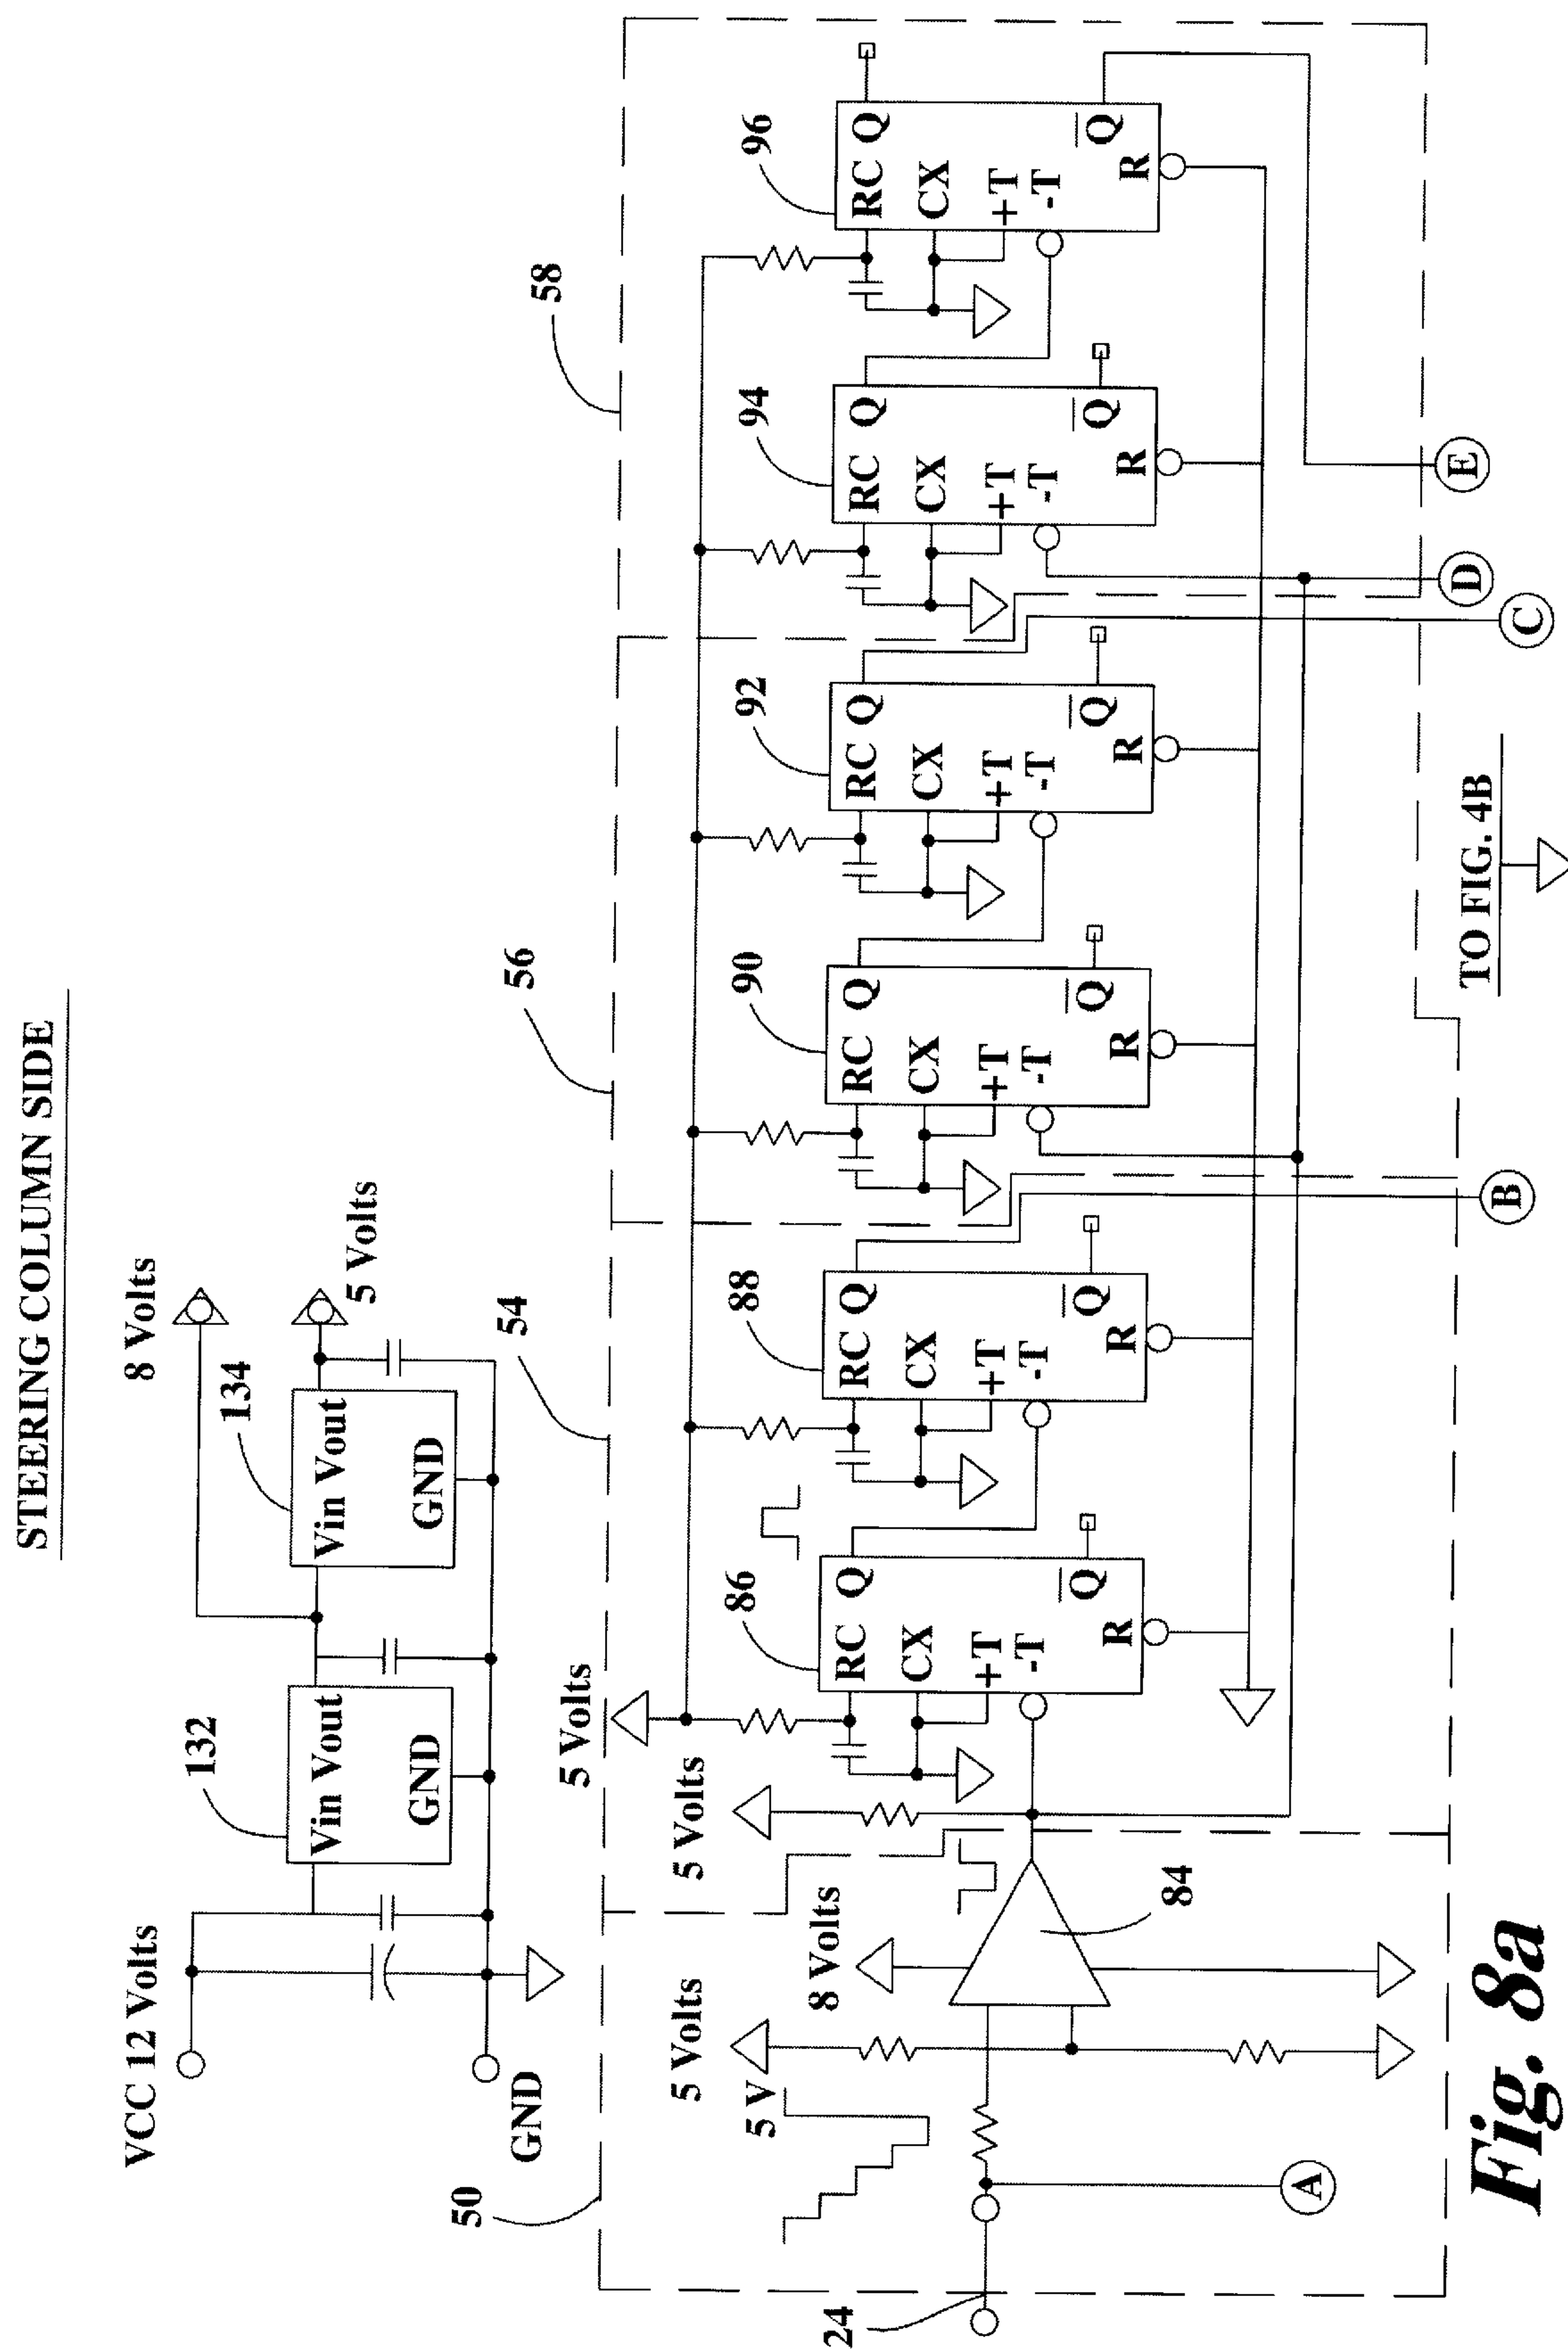 STEERING COLUMN SIDE
VCC 12 Volts
132
Vin Vout
GND
8 Volts
134
Vin Vout
GND
5 Volts
GND
50
54
56
58
5 Volts
5 Volts
5 Volts
5 V
8 Volts
24
A
84
86
RC Q
CX
+T
-T
Q
R
88
RC Q
CX
+T
-T
Q
R
90
RC Q
CX
+T
-T
Q
R
92
RC Q
CX
+T
-T
Q
R
94
RC Q
CX
+T
-T
Q
R
96
RC Q
CX
+T
-T
Q
R
B
C
D
E
TO FIG. 4B
Fig. 8a